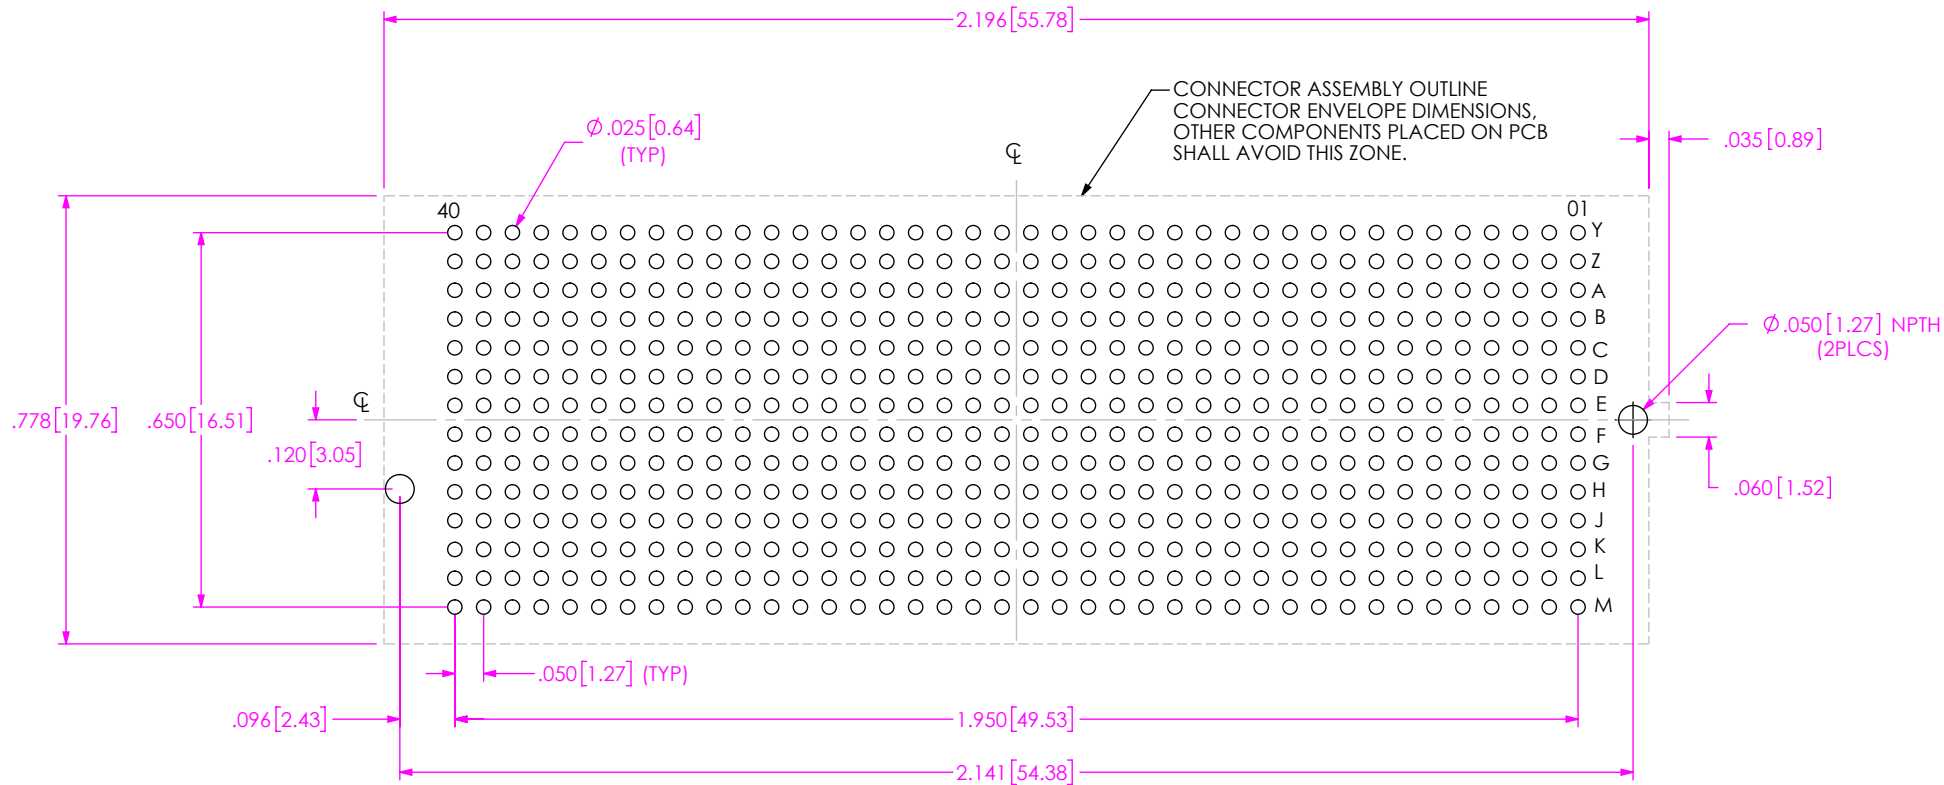 2.196[55.78]
CONNECTOR ASSEMBLY OUTLINE
CONNECTOR ENVELOPE DIMENSIONS,
OTHER COMPONENTS PLACED ON PCB
SHALL AVOID THIS ZONE.
Ø.025[0.64]
(TYP)
℄
.035[0.89]
40
01
Y
Z
A
B
C
D
E
F
G
H
J
K
L
M
Ø.050[1.27] NPTH
(2PLCS)
℄
.778[19.76]
.650[16.51]
.120[3.05]
.060[1.52]
.050[1.27] (TYP)
.096[2.43]
1.950[49.53]
2.141[54.38]